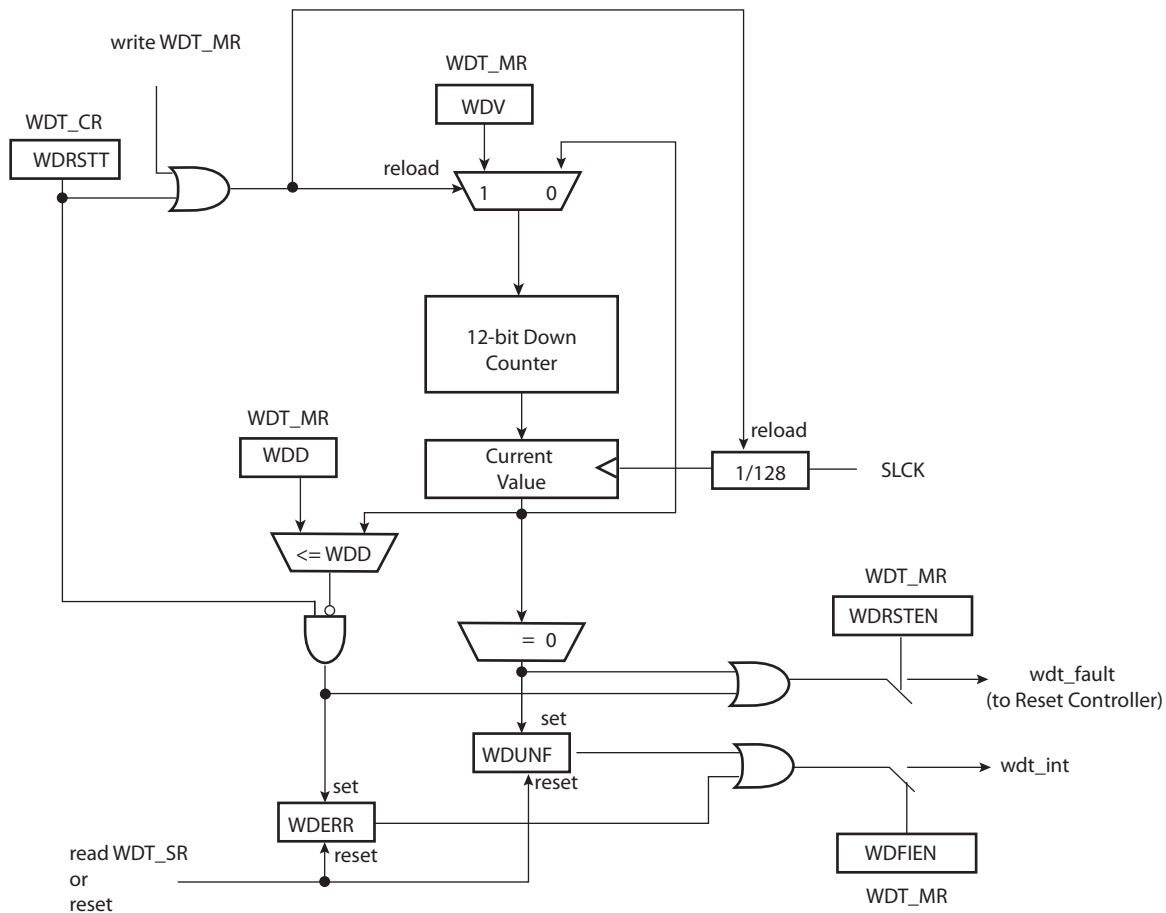 write WDT_MR
WDT_MR
WDV
WDT_CR
WDRSTT
reload
1 0
12-bit Down
Counter
WDT_MR
WDD
reload
Current
Value
1/128
SLCK
<= WDD
WDT_MR
WDRSTEN
= 0
wdt_fault
(to Reset Controller)
set
WDUNF
reset
wdt_int
set
WDERR
reset
WDFIEN
WDT_MR
read WDT_SR
or
reset